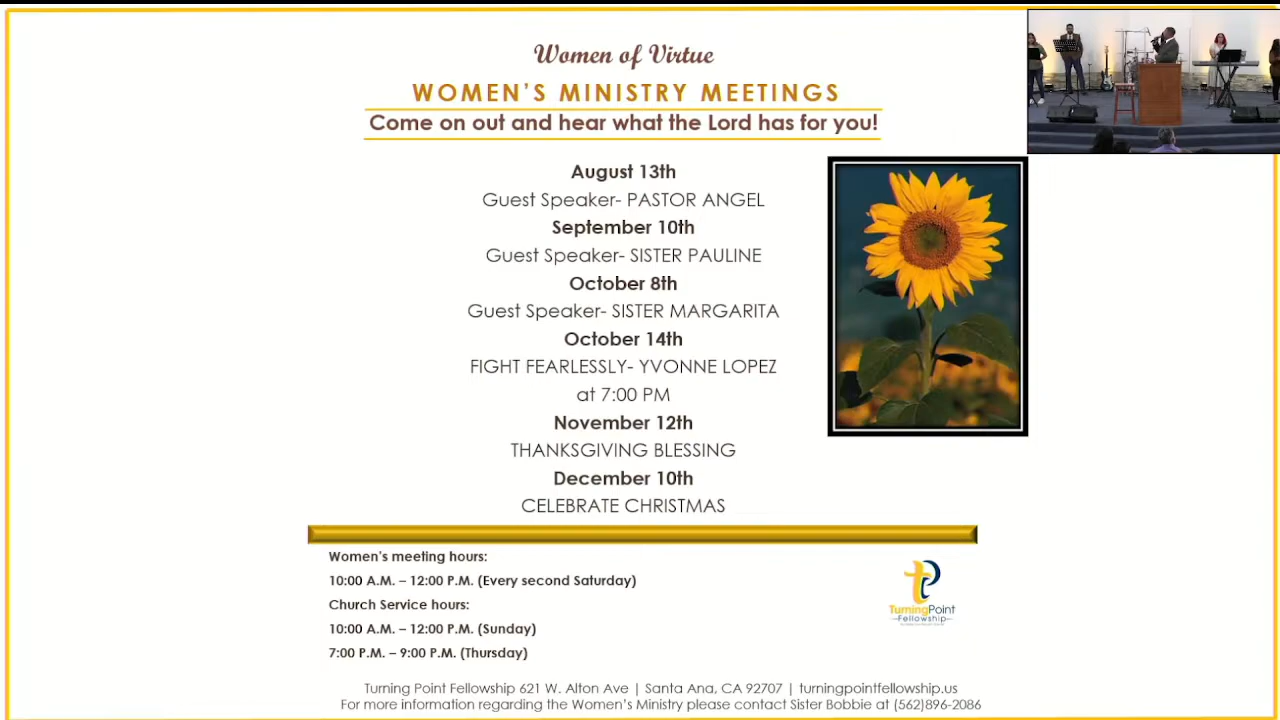 Women of Virtue
WOMEN'S MINISTRY MEETINGS
Come on out and hear what the Lord has for you!
August 13th
Guest Speaker- PASTOR ANGEL
September 10th
Guest Speaker- SISTER PAULINE
October 8th
Guest Speaker- SISTER MARGARITA
October 14th
FIGHT FEARLESSLY- YVONNE LOPEZ
at 7:00 PM
November 12th
THANKSGIVING BLESSING
December 10th
CELEBRATE CHRISTMAS
Women's meeting hours:
10:00 A.M. – 12:00 P.M. (Every second Saturday)
Church Service hours:
10:00 A.M. – 12:00 P.M. (Sunday)
7:00 P.M. – 9:00 P.M. (Thursday)
TurningPoint
Fellowship
Turning Point Fellowship 621 W. Alton Ave | Santa Ana, CA 92707 | turningpointfellowship.us
For more information regarding the Women's Ministry please contact Sister Bobbie at (562)896-2086